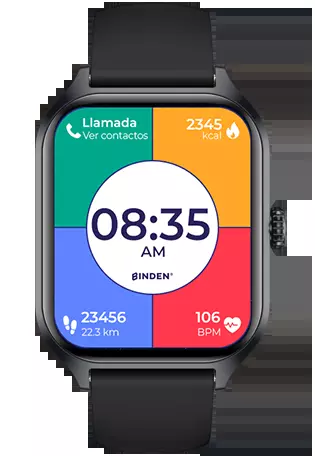 Llamada
Ver contactos
2345
kcal
08:35
AM
BINDEN®
23456
22.3 km
106
BPM